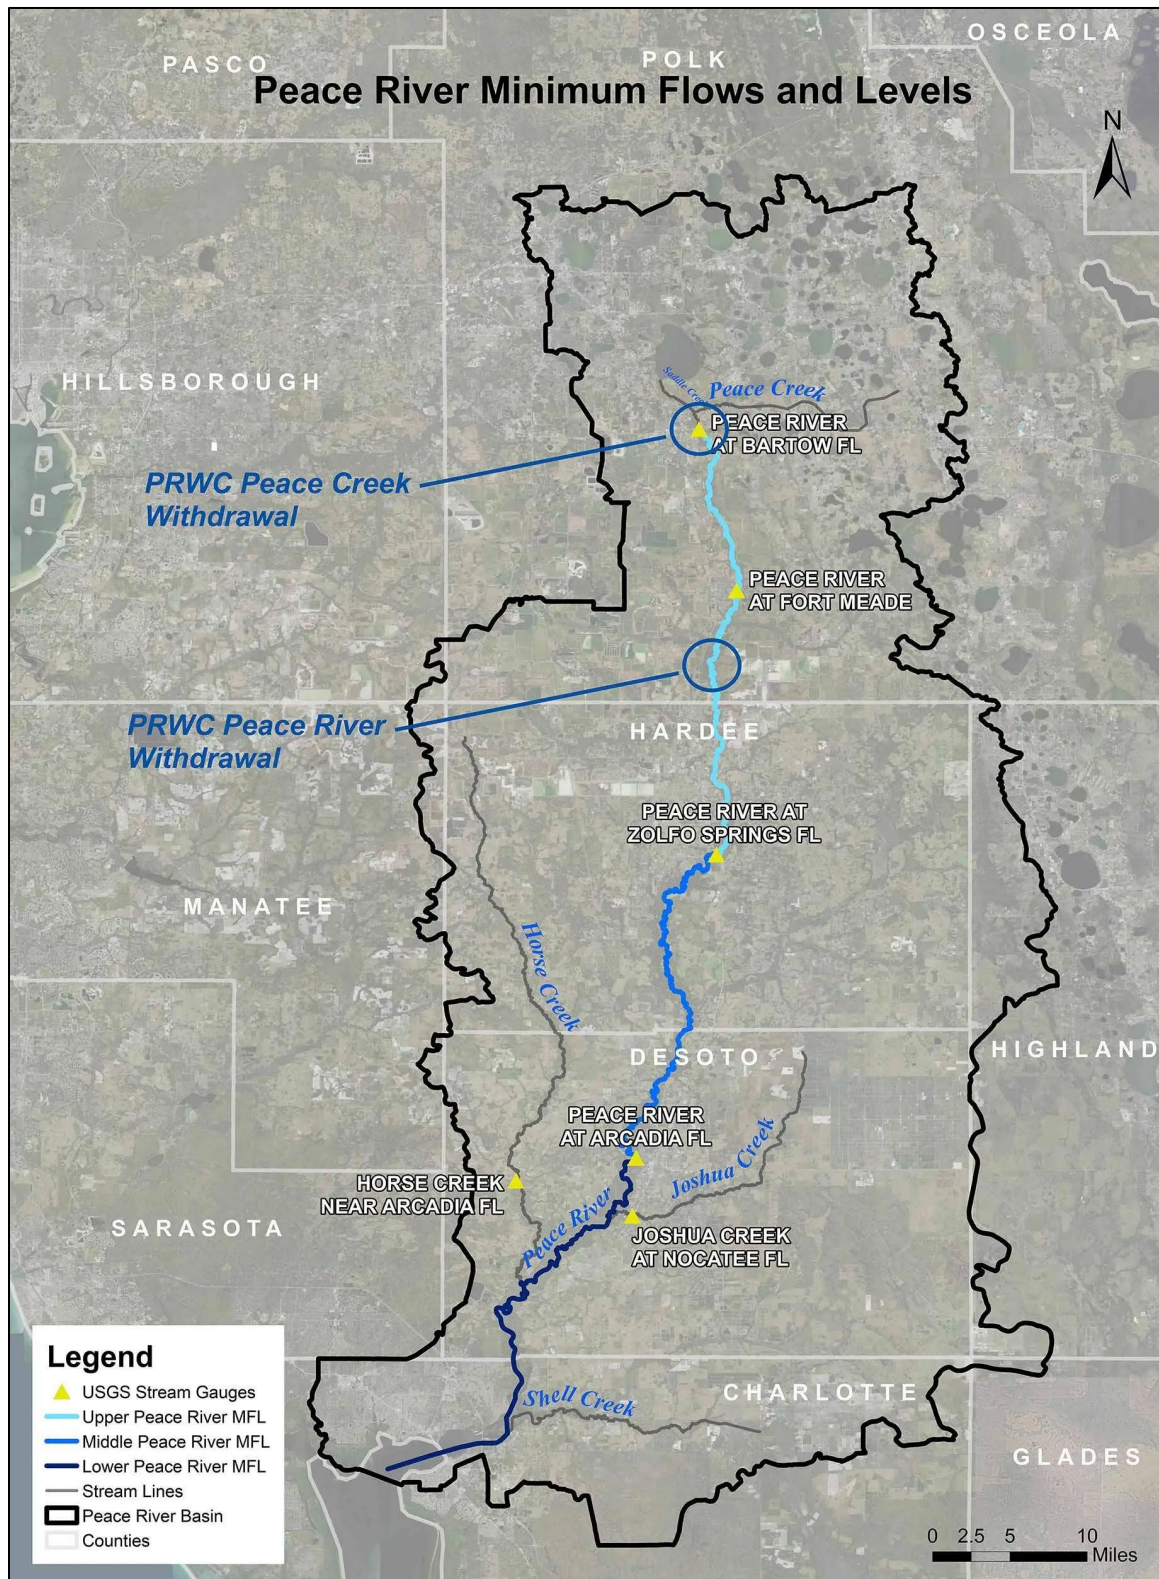 OSCEOLA
PASCO
POLK
Peace River Minimum Flows and Levels
N
HILLSBOROUGH
Saddle Creek
Peace Creek
PEACE RIVER
AT BARTOW FL
PRWC Peace Creek
Withdrawal
PEACE RIVER
AT FORT MEADE
PRWC Peace River
Withdrawal
HARDEE
PEACE RIVER AT
ZOLFO SPRINGS FL
MANATEE
Horse Creek
DESOTO
HIGHLAND
PEACE RIVER
AT ARCADIA FL
Joshua Creek
HORSE CREEK
NEAR ARCADIA FL
Peace River
SARASOTA
JOSHUA CREEK
AT NOCATEE FL
Shell Creek
CHARLOTTE
GLADES
Legend
USGS Stream Gauges
Upper Peace River MFL
Middle Peace River MFL
Lower Peace River MFL
Stream Lines
Peace River Basin
Counties
0 2.5 5 10
Miles